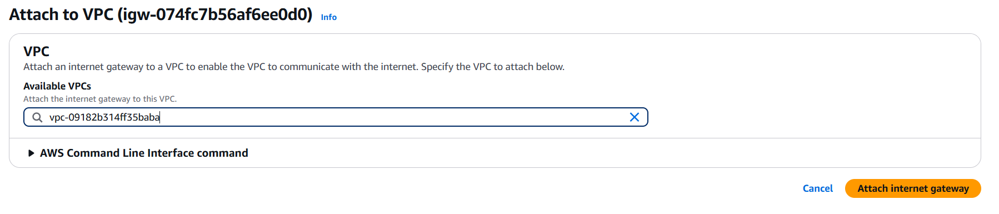 Attach to VPC (igw-074fc7b56af6ee0d0) Info
VPC
Attach an internet gateway to a VPC to enable the VPC to communicate with the internet. Specify the VPC to attach below.
Available VPCs
Attach the internet gateway to this VPC.
vpc-09182b314ff35baba
AWS Command Line Interface command
Cancel Attach internet gateway